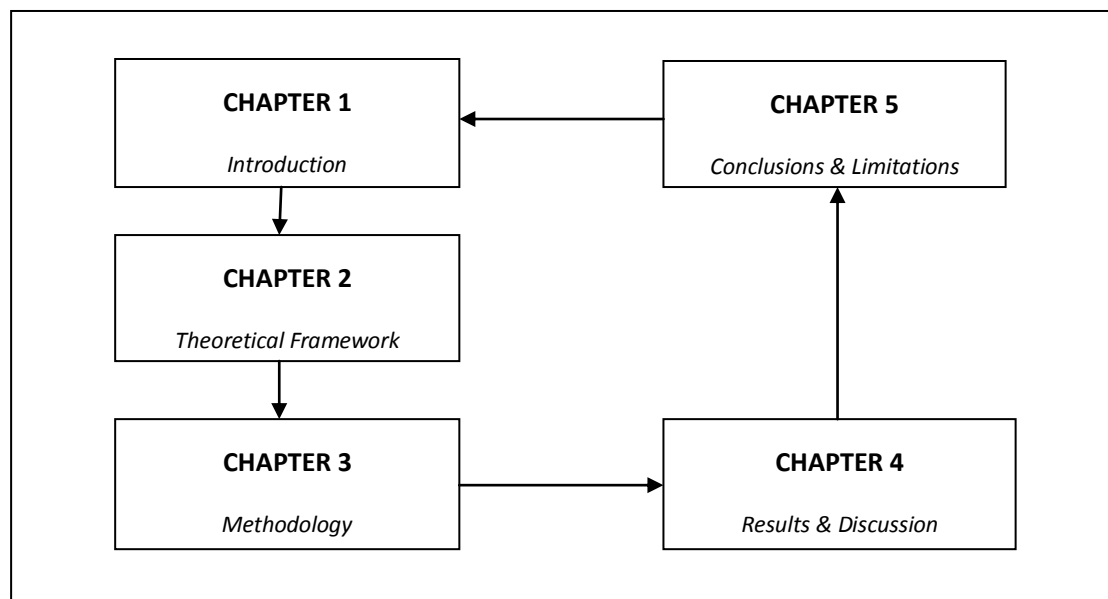 CHAPTER 1
Introduction
CHAPTER 2
Theoretical Framework
CHAPTER 3
Methodology
CHAPTER 4
Results & Discussion
CHAPTER 5
Conclusions & Limitations